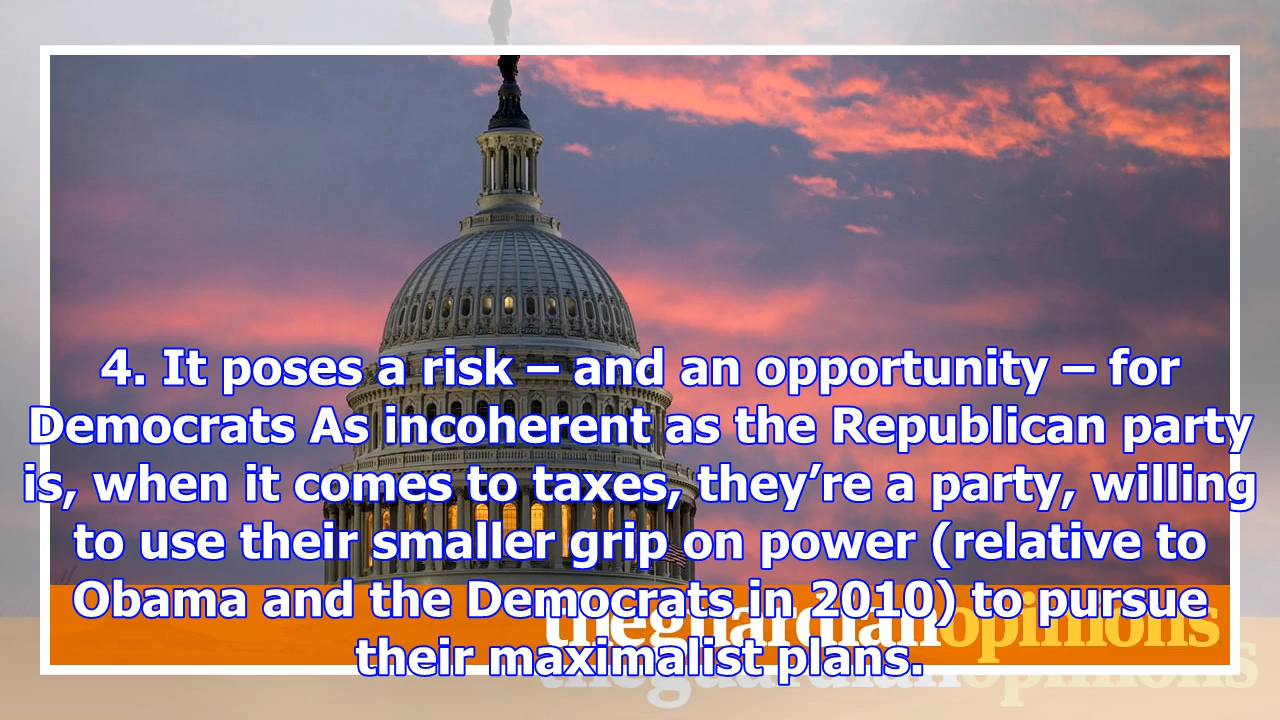 4. It poses a risk – and an opportunity – for
Democrats As incoherent as the Republican party
is, when it comes to taxes, they’re a party, willing
to use their smaller grip on power (relative to
Obama and the Democrats in 2010) to pursue
their maximalist plans.
theguardianopinions
theguardianopinions